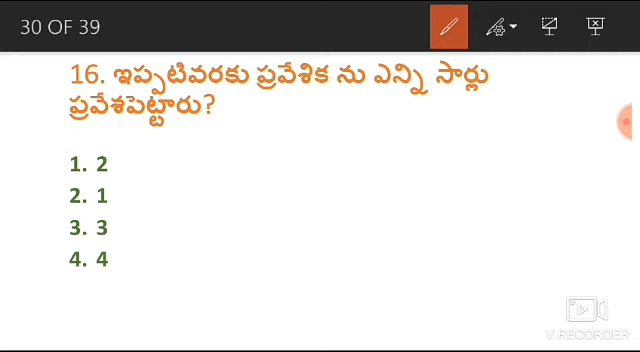 30 OF 39
16. ఇప్పటివరకు ప్రవేశిక ను ఎన్ని సార్లు
ప్రవేశపెట్టారు?
1. 2
2. 1
3. 3
4. 4
V RECORDER